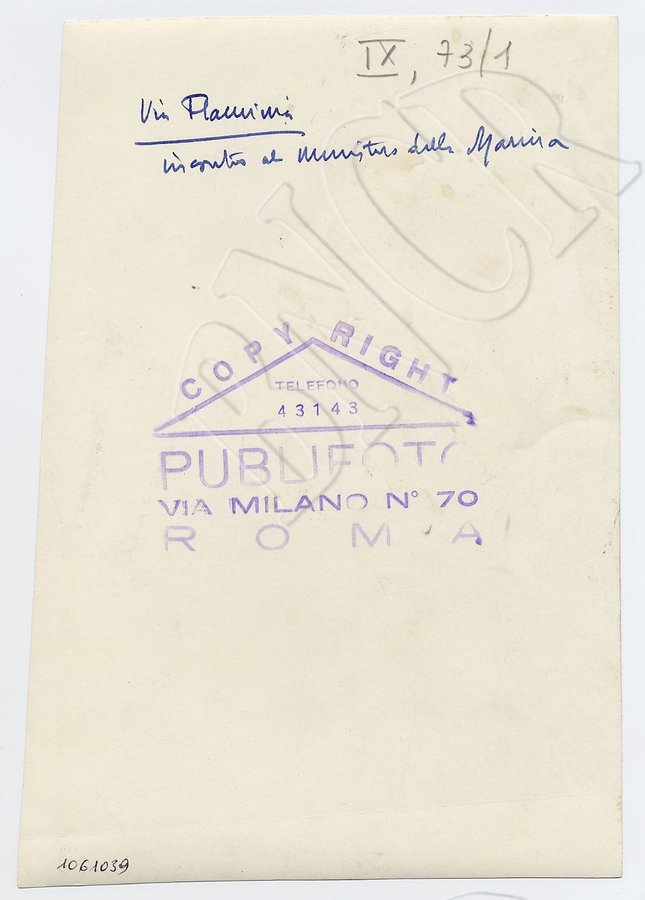 IX, 73/1
Via Flaminia
incontro al Ministero della Marina
COPY RIGHT
TELEFONO
43143
PUBLIFOTO
VIA MILANO N° 70
ROMA
1061039